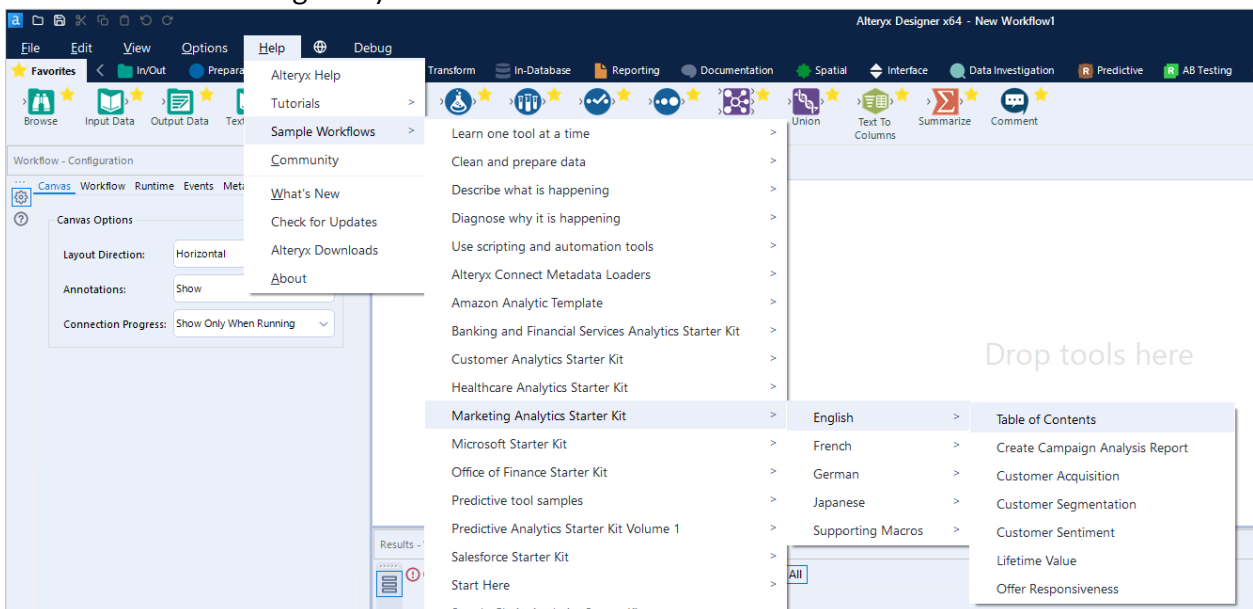 Alteryx Designer x64 - New Workflow1
File Edit View Options Help Debug
Favorites In/Out Prepara Transform In-Database Reporting Documentation Spatial Interface Data Investigation Predictive AB Testing
Browse Input Data Output Data Text Union Text To Columns Summarize Comment
Alteryx Help
Tutorials >
Sample Workflows >
Community
What's New
Check for Updates
Alteryx Downloads
About
Workflow - Configuration
Canvas Workflow Runtime Events Meta
Canvas Options
Layout Direction: Horizontal
Annotations: Show
Connection Progress: Show Only When Running
Learn one tool at a time >
Clean and prepare data >
Describe what is happening >
Diagnose why it is happening >
Use scripting and automation tools >
Alteryx Connect Metadata Loaders >
Amazon Analytic Template >
Banking and Financial Services Analytics Starter Kit >
Customer Analytics Starter Kit >
Healthcare Analytics Starter Kit >
Marketing Analytics Starter Kit >
Microsoft Starter Kit >
Office of Finance Starter Kit >
Predictive tool samples >
Predictive Analytics Starter Kit Volume 1 >
Salesforce Starter Kit >
Start Here >
English >
French >
German >
Japanese >
Supporting Macros >
Table of Contents
Create Campaign Analysis Report
Customer Acquisition
Customer Segmentation
Customer Sentiment
Lifetime Value
Offer Responsiveness
Drop tools here
Results -
All